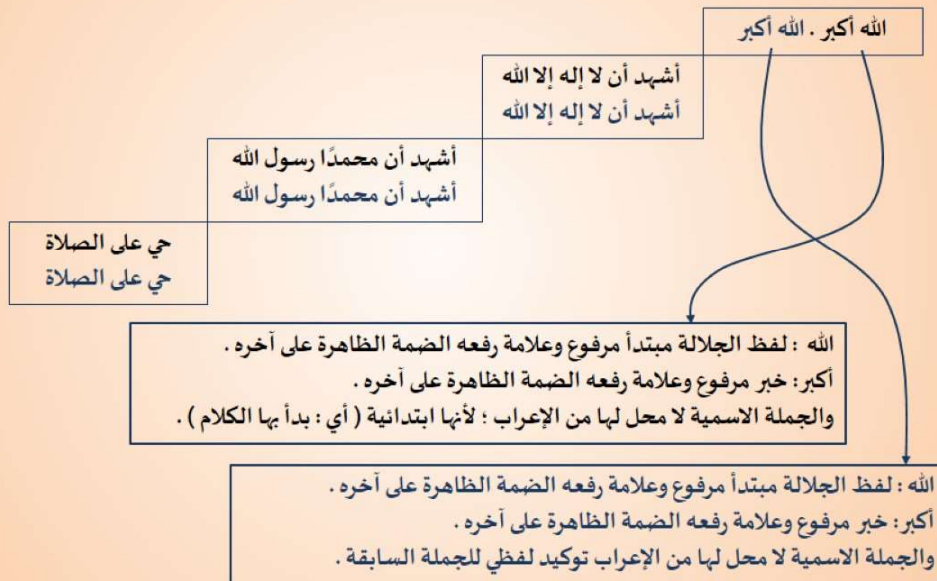 الله أكبر . الله أكبر
أشهد أن لا إله إلا الله
أشهد أن لا إله إلا الله
أشهد أن محمدًا رسول الله
أشهد أن محمدًا رسول الله
حي على الصلاة
حي على الصلاة
الله : لفظ الجلالة مبتدأ مرفوع وعلامة رفعه الضمة الظاهرة على آخره .
أكبر : خبر مرفوع وعلامة رفعه الضمة الظاهرة على آخره .
والجملة الاسمية لا محل لها من الإعراب ؛ لأنها ابتدائية ( أي : بدأ بها الكلام ) .
الله : لفظ الجلالة مبتدأ مرفوع وعلامة رفعه الضمة الظاهرة على آخره .
أكبر : خبر مرفوع وعلامة رفعه الضمة الظاهرة على آخره .
والجملة الاسمية لا محل لها من الإعراب توكيد لفظي للجملة السابقة .